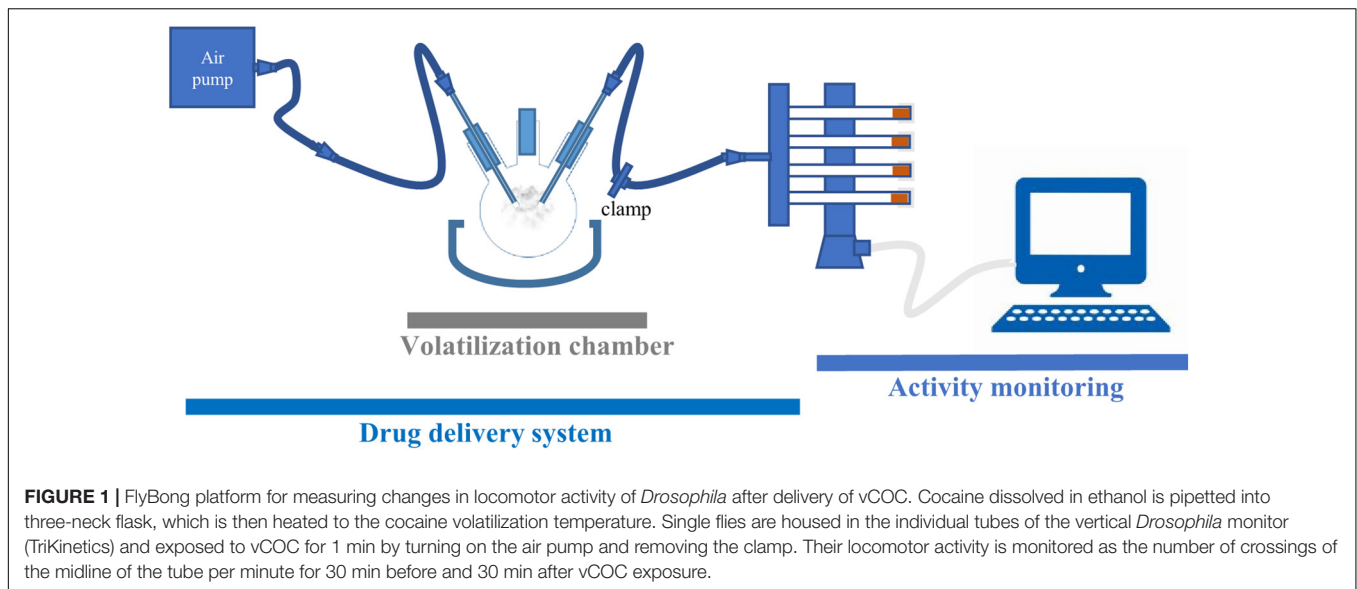 Air
pump
clamp
Volatilization chamber
Activity monitoring
Drug delivery system
FIGURE 1 | FlyBong platform for measuring changes in locomotor activity of Drosophila after delivery of vCOC. Cocaine dissolved in ethanol is pipetted into
three-neck flask, which is then heated to the cocaine volatilization temperature. Single flies are housed in the individual tubes of the vertical Drosophila monitor
(TriKinetics) and exposed to vCOC for 1 min by turning on the air pump and removing the clamp. Their locomotor activity is monitored as the number of crossings of
the midline of the tube per minute for 30 min before and 30 min after vCOC exposure.